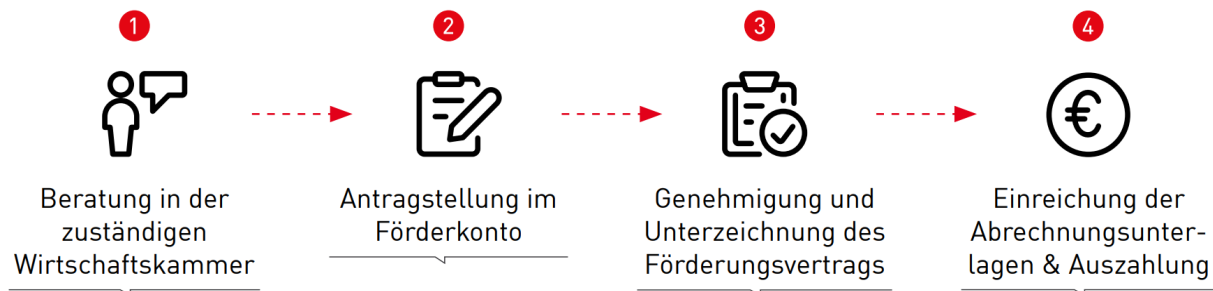 1
Beratung in der
zuständigen
Wirtschaftskammer
2
Antragstellung im
Förderkonto
3
Genehmigung und
Unterzeichnung des
Förderungsvertrags
4
€
Einreichung der
Abrechnungsunter-
lagen & Auszahlung